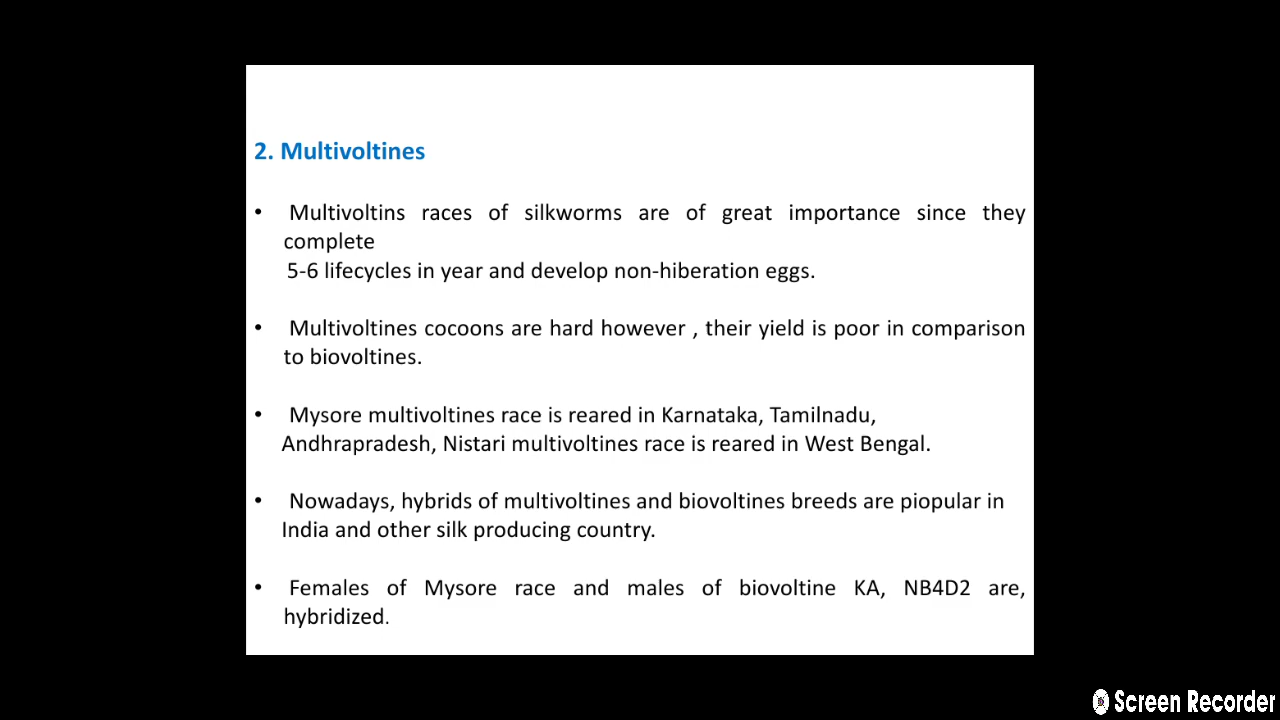 2. Multivoltines
• Multivoltins races of silkworms are of great importance since they
complete
5-6 lifecycles in year and develop non-hiberation eggs.
• Multivoltines cocoons are hard however , their yield is poor in comparison
to biovoltines.
• Mysore multivoltines race is reared in Karnataka, Tamilnadu,
Andhrapradesh, Nistari multivoltines race is reared in West Bengal.
• Nowadays, hybrids of multivoltines and biovoltines breeds are piopular in
India and other silk producing country.
• Females of Mysore race and males of biovoltine KA, NB4D2 are,
hybridized.
Screen Recorder